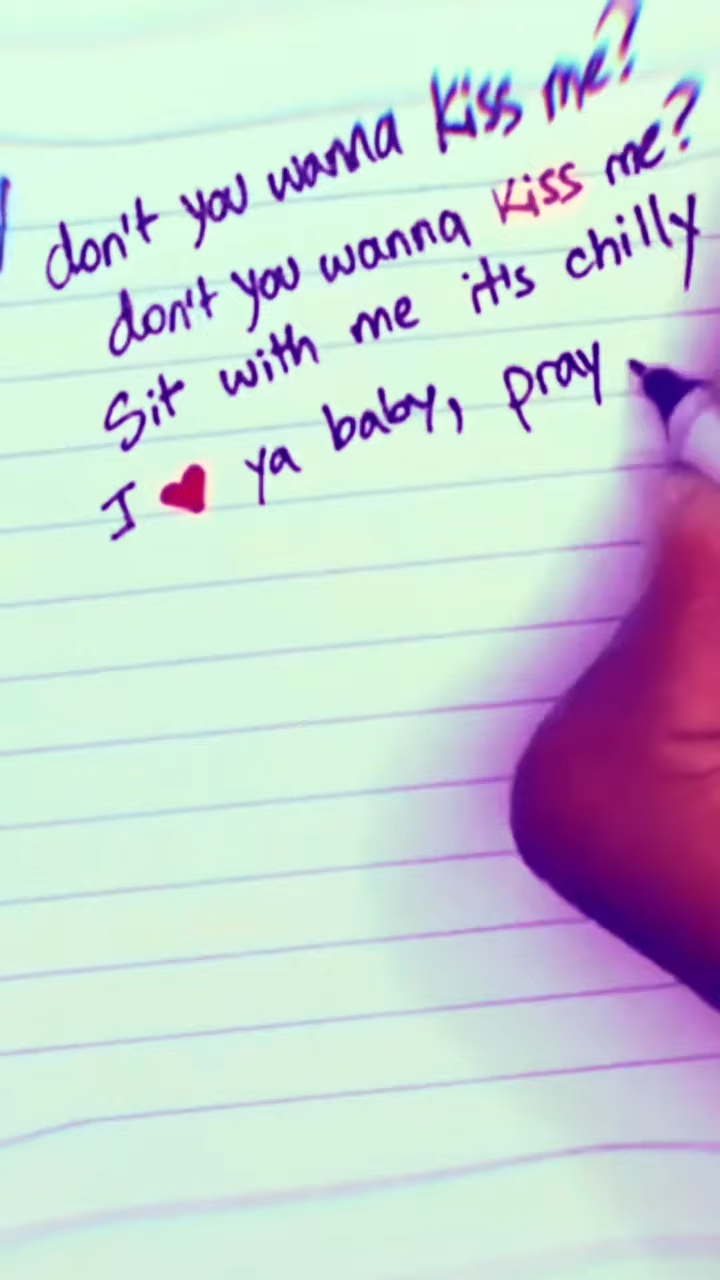 don't you wanna kiss me?
don't you wanna kiss me?
Sit with me it's chilly
I ❤ ya baby, pray